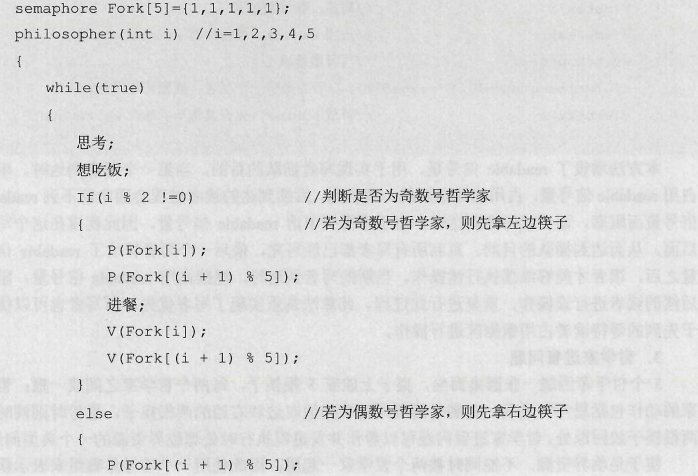 semaphore Fork[5]={1,1,1,1,1};
philosopher(int i) //i=1,2,3,4,5
{
while(true)
{
思考;
想吃饭;
If(i % 2 !=0) //判断是否为奇数号哲学家
{ //若为奇数号哲学家，则先拿左边筷子
P(Fork[i]);
P(Fork[(i + 1) % 5]);
进餐;
V(Fork[i]);
V(Fork[(i + 1) % 5]);
}
else //若为偶数号哲学家，则先拿右边筷子
{ P(Fork[(i + 1) % 5]);